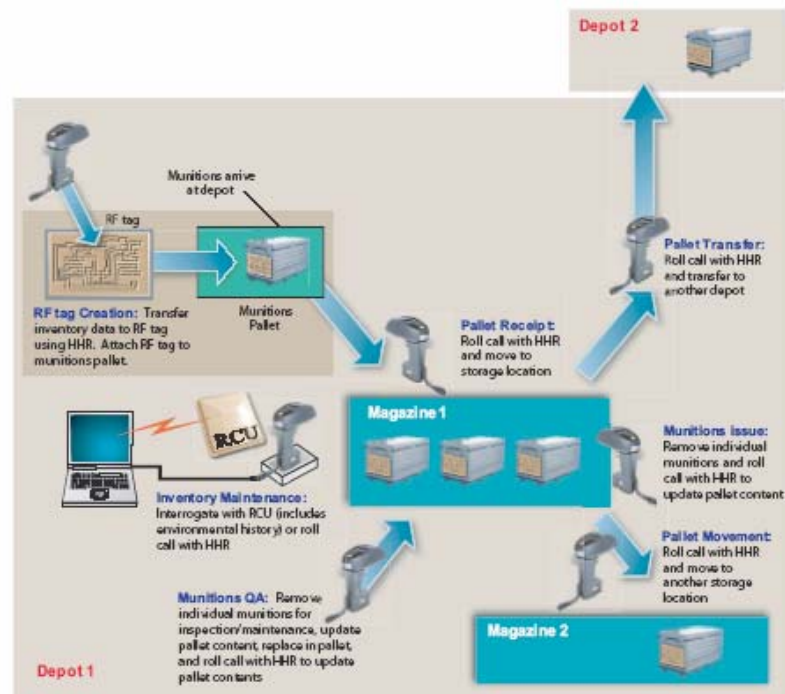 Depot 2
Munitions arrive
at depot
RF tag
RF tag Creation: Transfer
inventory data to RF tag
using HHR. Attach RF tag to
munitions pallet.
Munitions
Pallet
Pallet Transfer:
Roll call with HHR
and transfer to
another depot
Pallet Receipt:
Roll call with HHR
and move to
storage location
Magazine 1
RCU
Inventory Maintenance:
Interrogate with RCU (includes
environmental history) or roll
call with HHR
Munitions Issue:
Remove individual
munitions and roll
call with HHR to
update pallet content
Pallet Movement:
Roll call with HHR
and move to
another storage
location
Munitions QA: Remove
individual munitions for
inspection/maintenance, update
pallet content, replace in pallet,
and roll call with HHR to update
pallet contents
Magazine 2
Depot 1